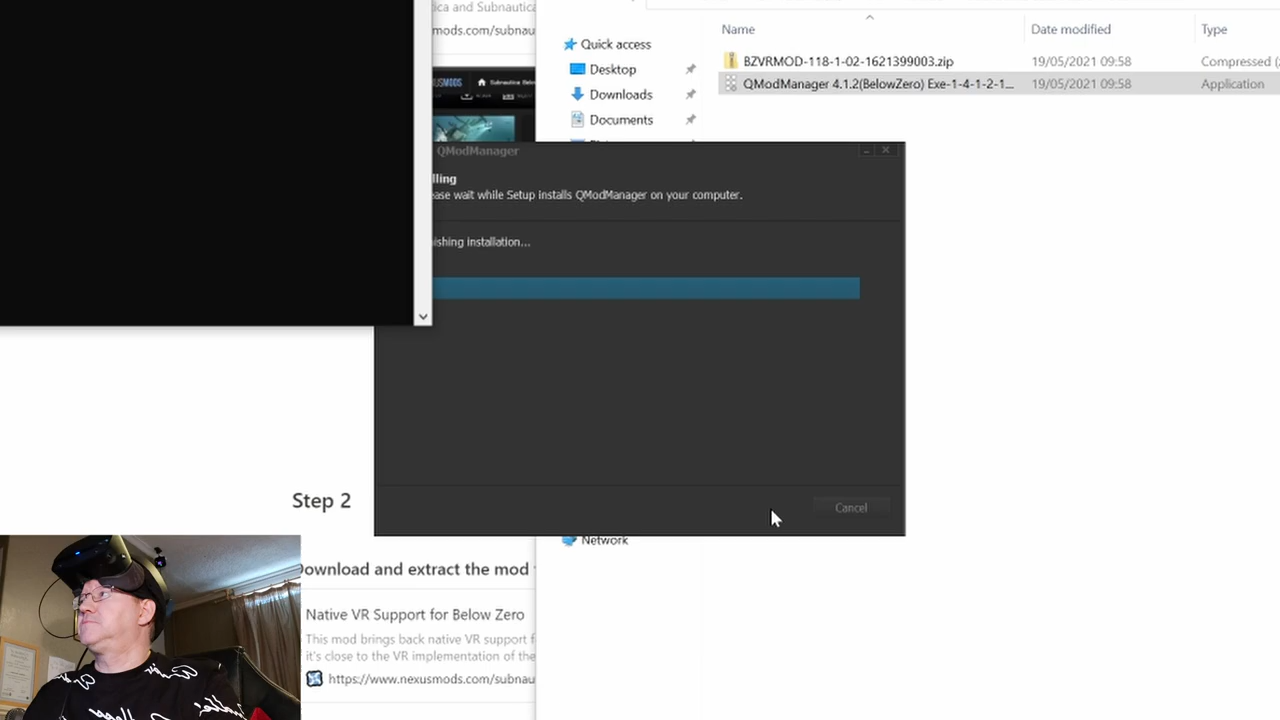 tica and Subnautica
mods.com/subnau
USMODS
Name
Date modified
Type
Quick access
BZVRMOD-118-1-02-1621399003.zip
19/05/2021 09:58
Compressed (z
Desktop
QModManager 4.1.2(BelowZero) Exe-1-4-1-2-1...
19/05/2021 09:58
Application
Downloads
Documents
QModManager
lling
ease wait while Setup installs QModManager on your computer.
ishing installation...
Cancel
Network
Step 2
Download and extract the mod
Native VR Support for Below Zero
This mod brings back native VR support f
it's close to the VR implementation of the
https://www.nexusmods.com/subnau